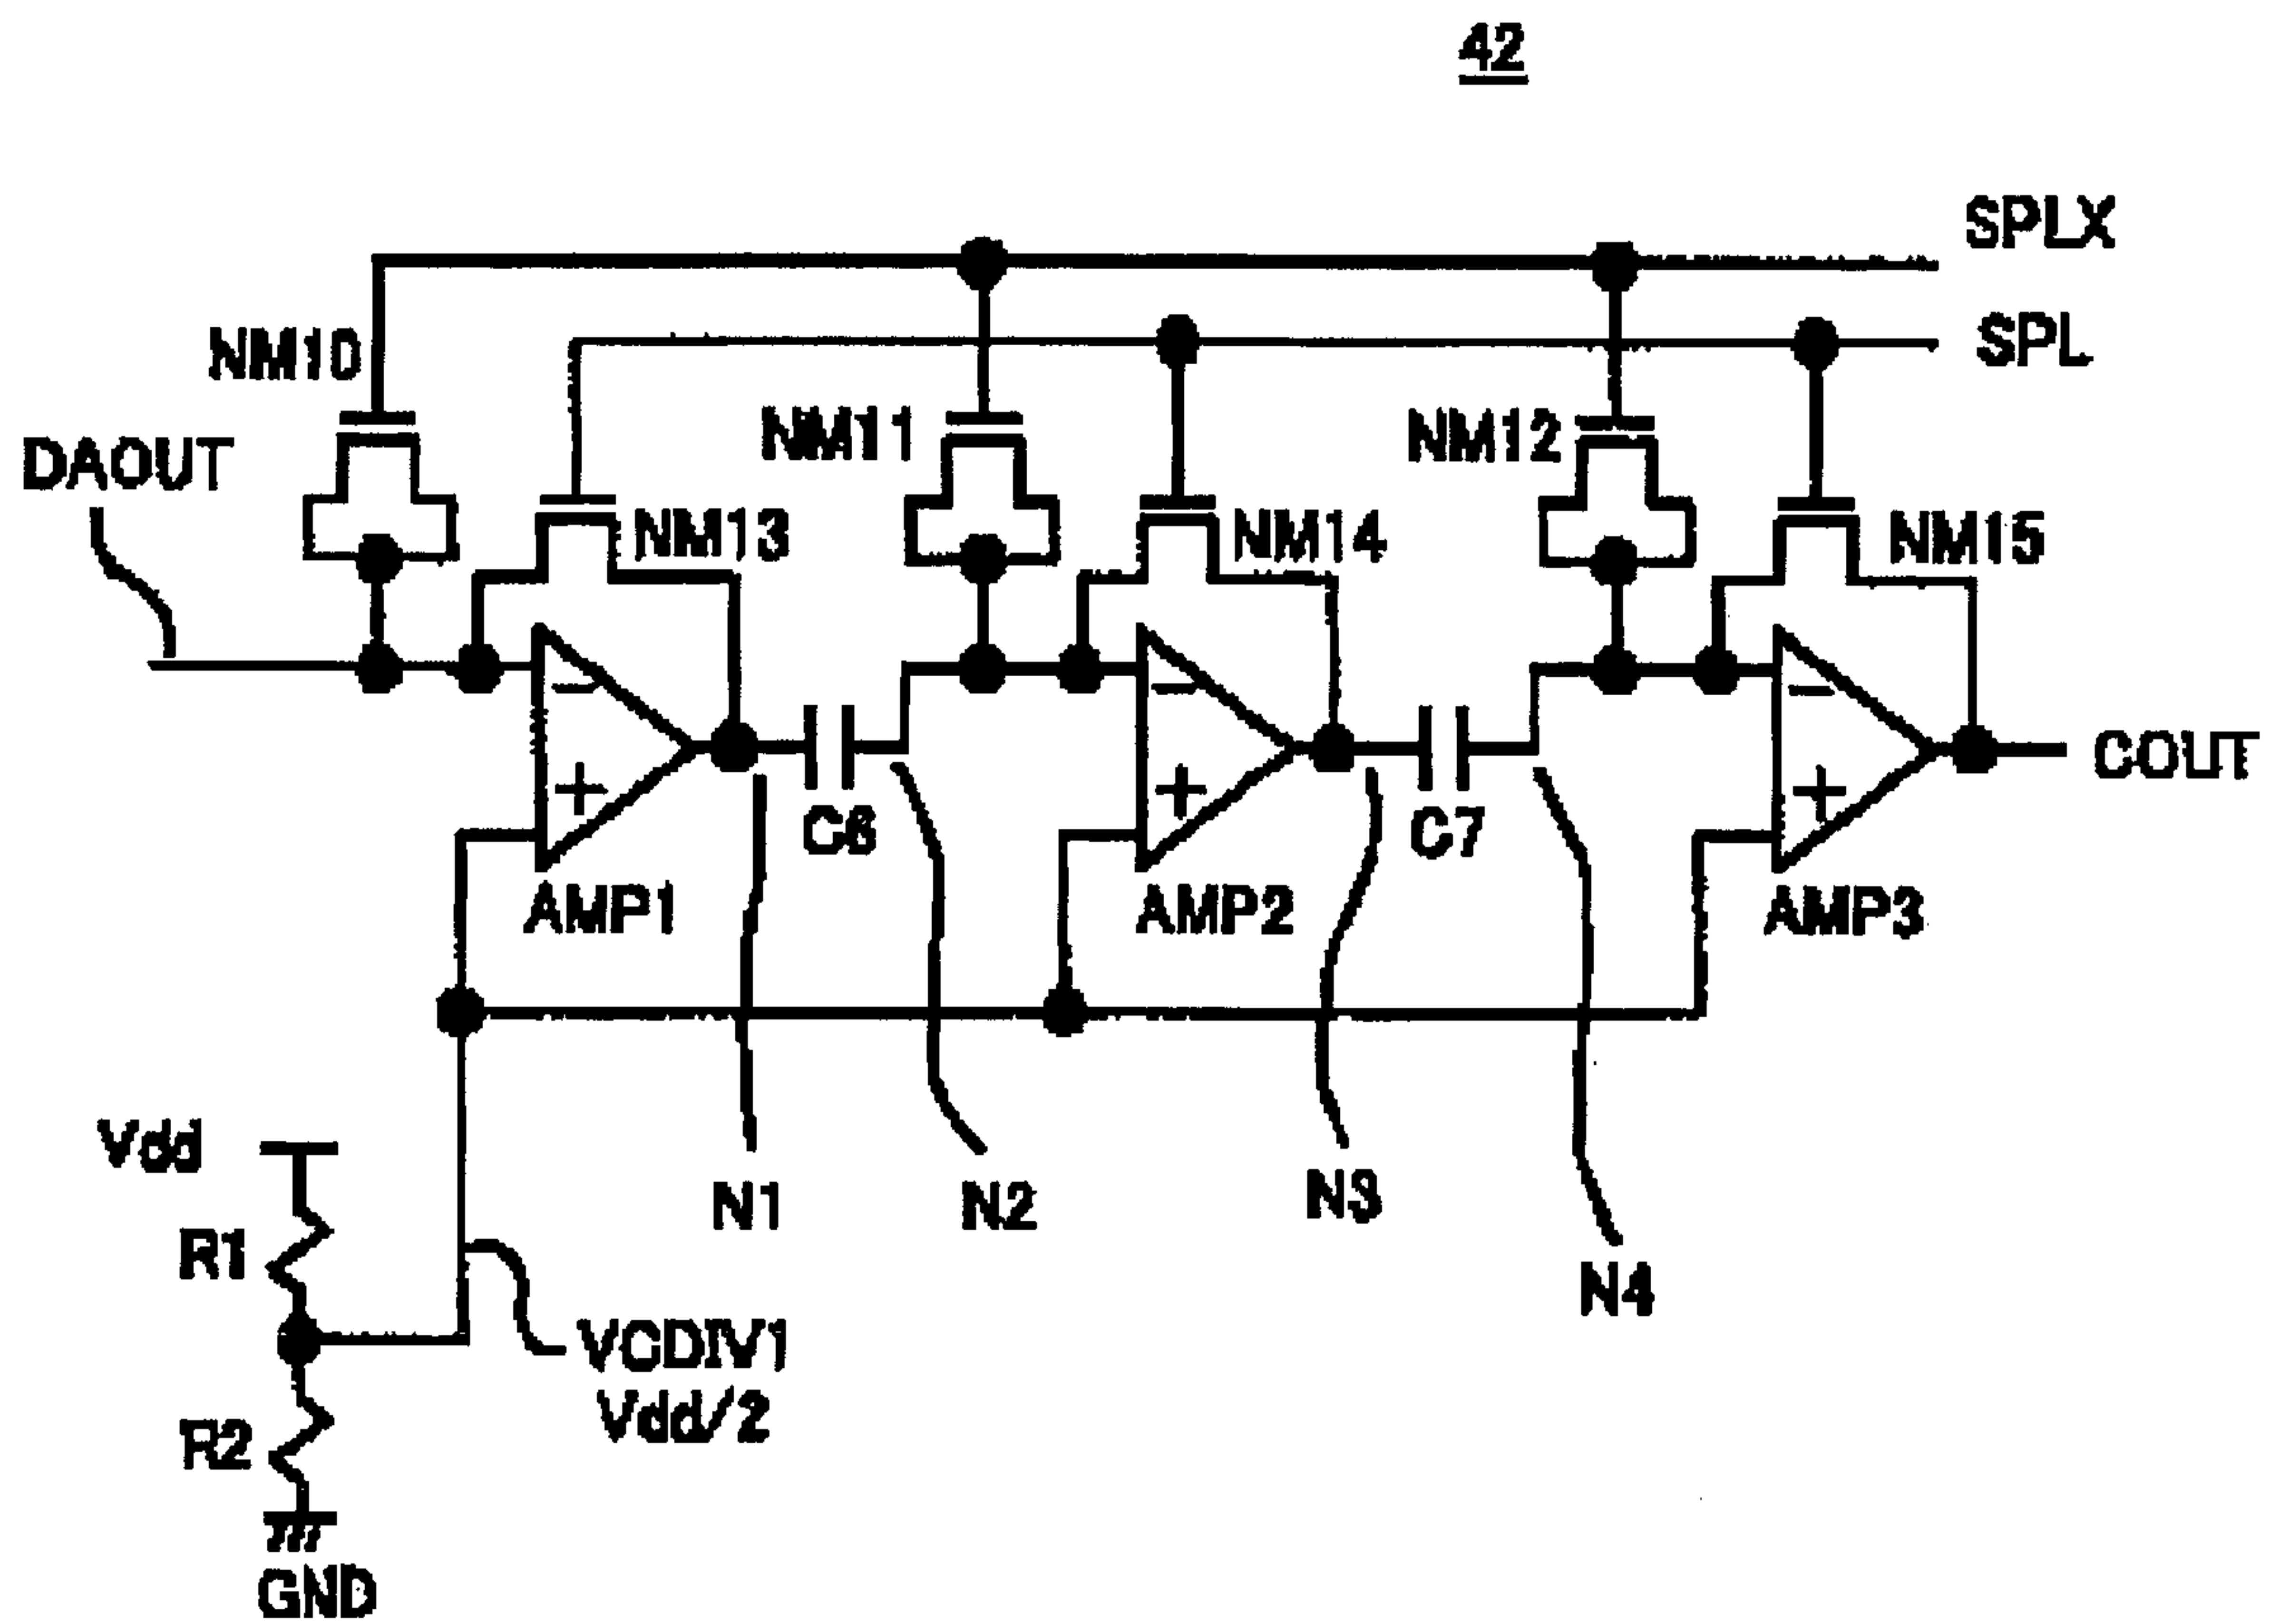 42
SPLX
SPL
NM10
NM11
NM12
DAOUT
NM13
NM14
NM15
COUT
C6
C7
AMP1
AMP2
AMP3
Vdd
N1
N2
N3
R1
N4
VCDIV1
Vdd/2
R2
GND